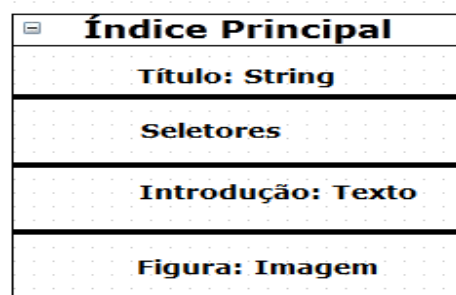 Índice Principal
Título: String
Seletores
Introdução: Texto
Figura: Imagem